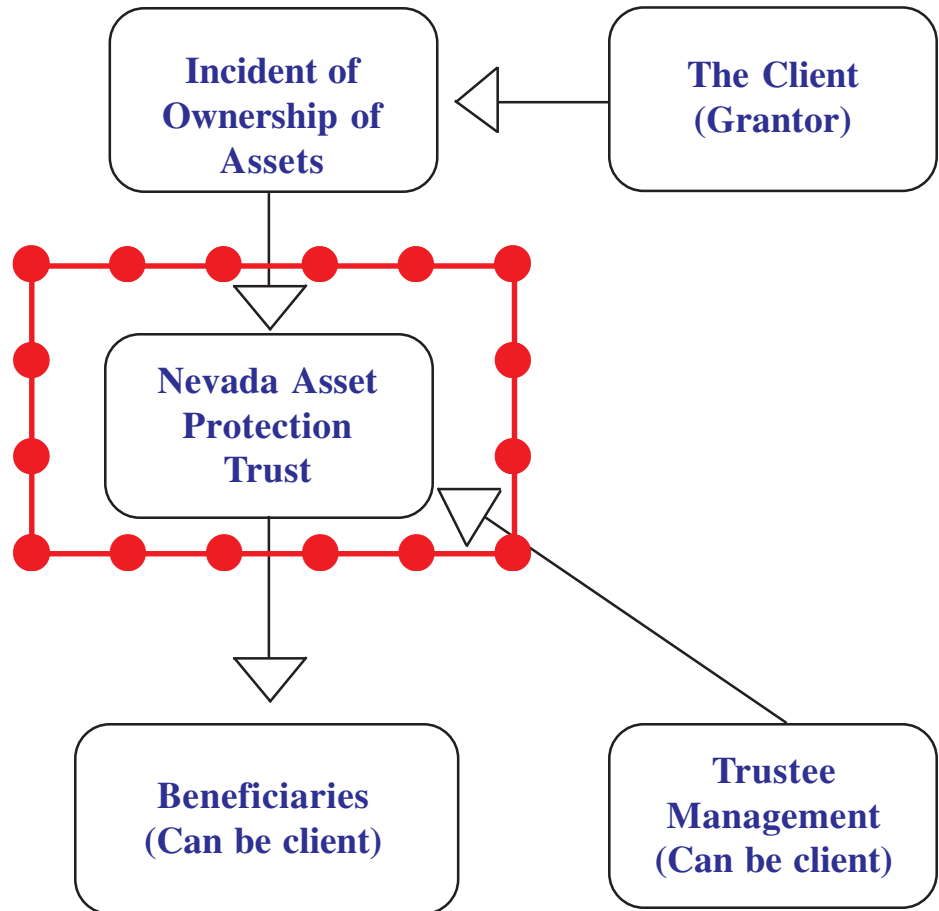 Incident of
Ownership of
Assets
The Client
(Grantor)
Nevada Asset
Protection
Trust
Beneficiaries
(Can be client)
Trustee
Management
(Can be client)